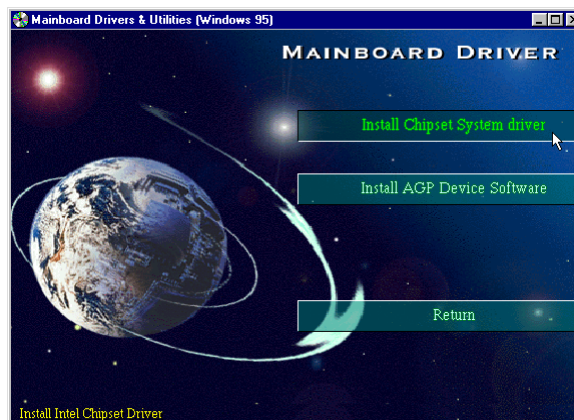 Mainboard Drivers & Utilities (Windows 95)
MAINBOARD DRIVER
Install Chipset System driver
Install AGP Device Software
Return
Install Intel Chipset Driver